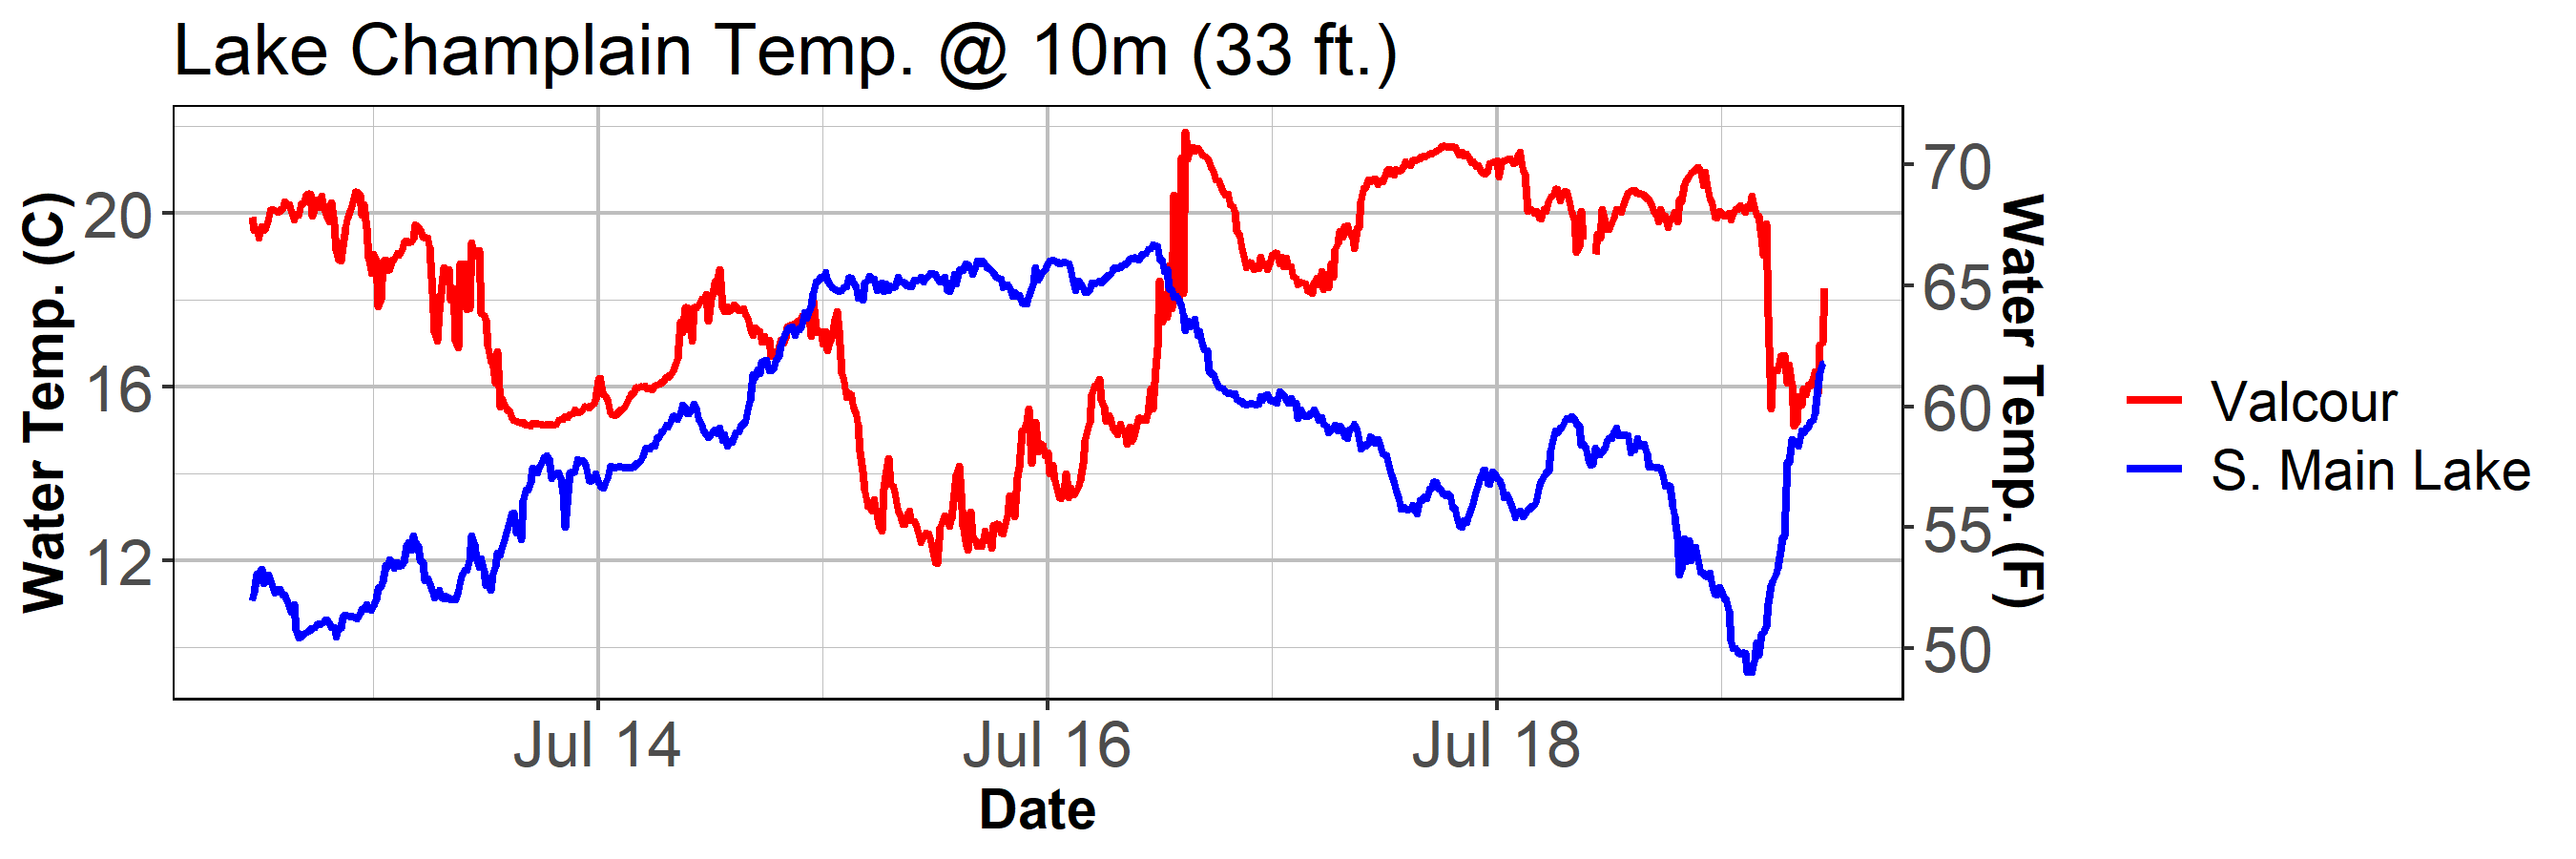 Lake Champlain Temp. @ 10m (33 ft.)
Water Temp. (C)
20
16
12
70
65
60
55
50
Water Temp. (F)
Jul 14
Jul 16
Jul 18
Date
Valcour
S. Main Lake